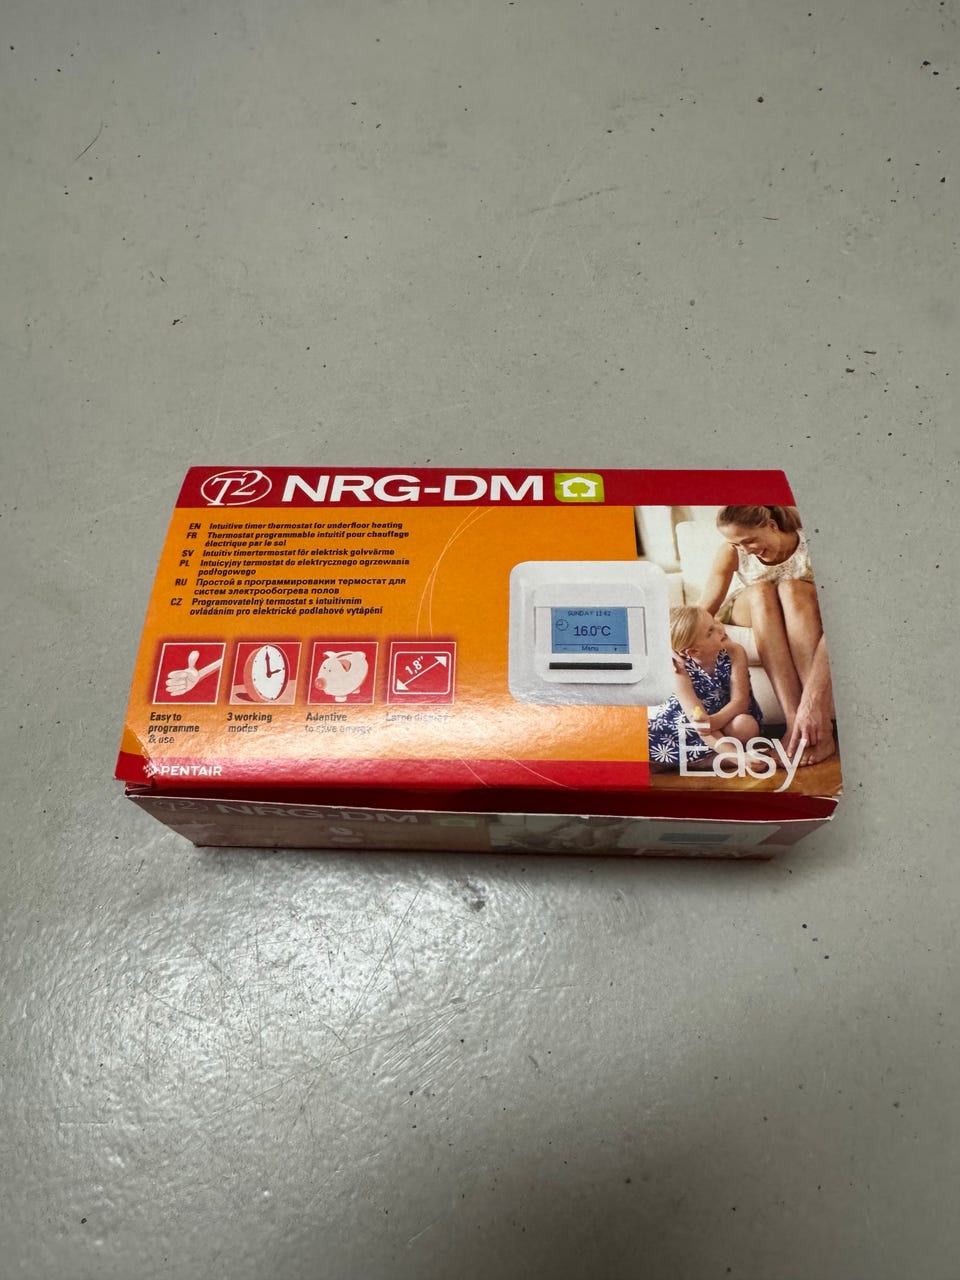 T2 NRG-DM
EN Intuitive timer thermostat for underfloor heating
FR Thermostat programmable intuitif pour chauffage
électrique par le sol
SV Intuitiv timertermostat för elektrisk golvvärme
PL Intuicyjny termostat do elektrycznego ogrzewania
podłogowego
RU Простой в программировании термостат для
систем электрообогрева полов
CZ Programovatelný termostat s intuitivním
ovládáním pro elektrické podlahové vytápění
SUNDAY 13:42
16.0°C
Menu
1,8"
Easy to
programme
& use
3 working
modes
Adaptive
to save energy
Large display
Easy
PENTAIR
T2 NRG-DM
Easy